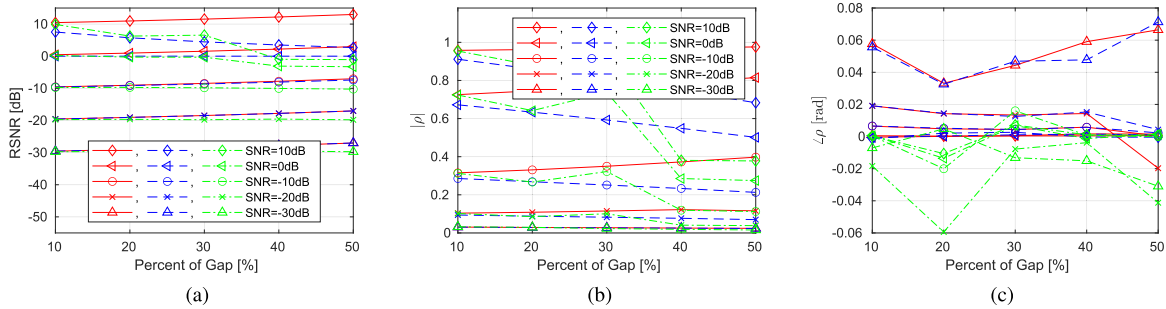 10
0
-10
-20
-30
-40
-50
RSNR [dB]
, , SNR=10dB
, , SNR=0dB
, , SNR=-10dB
, , SNR=-20dB
, , SNR=-30dB
10 20 30 40 50
Percent of Gap [%]
(a)
1
0.8
0.6
0.4
0.2
0
|ρ|
, , SNR=10dB
, , SNR=0dB
, , SNR=-10dB
, , SNR=-20dB
, , SNR=-30dB
10 20 30 40 50
Percent of Gap [%]
(b)
0.08
0.06
0.04
0.02
0
-0.02
-0.04
-0.06
∠ρ [rad]
10 20 30 40 50
Percent of Gap [%]
(c)